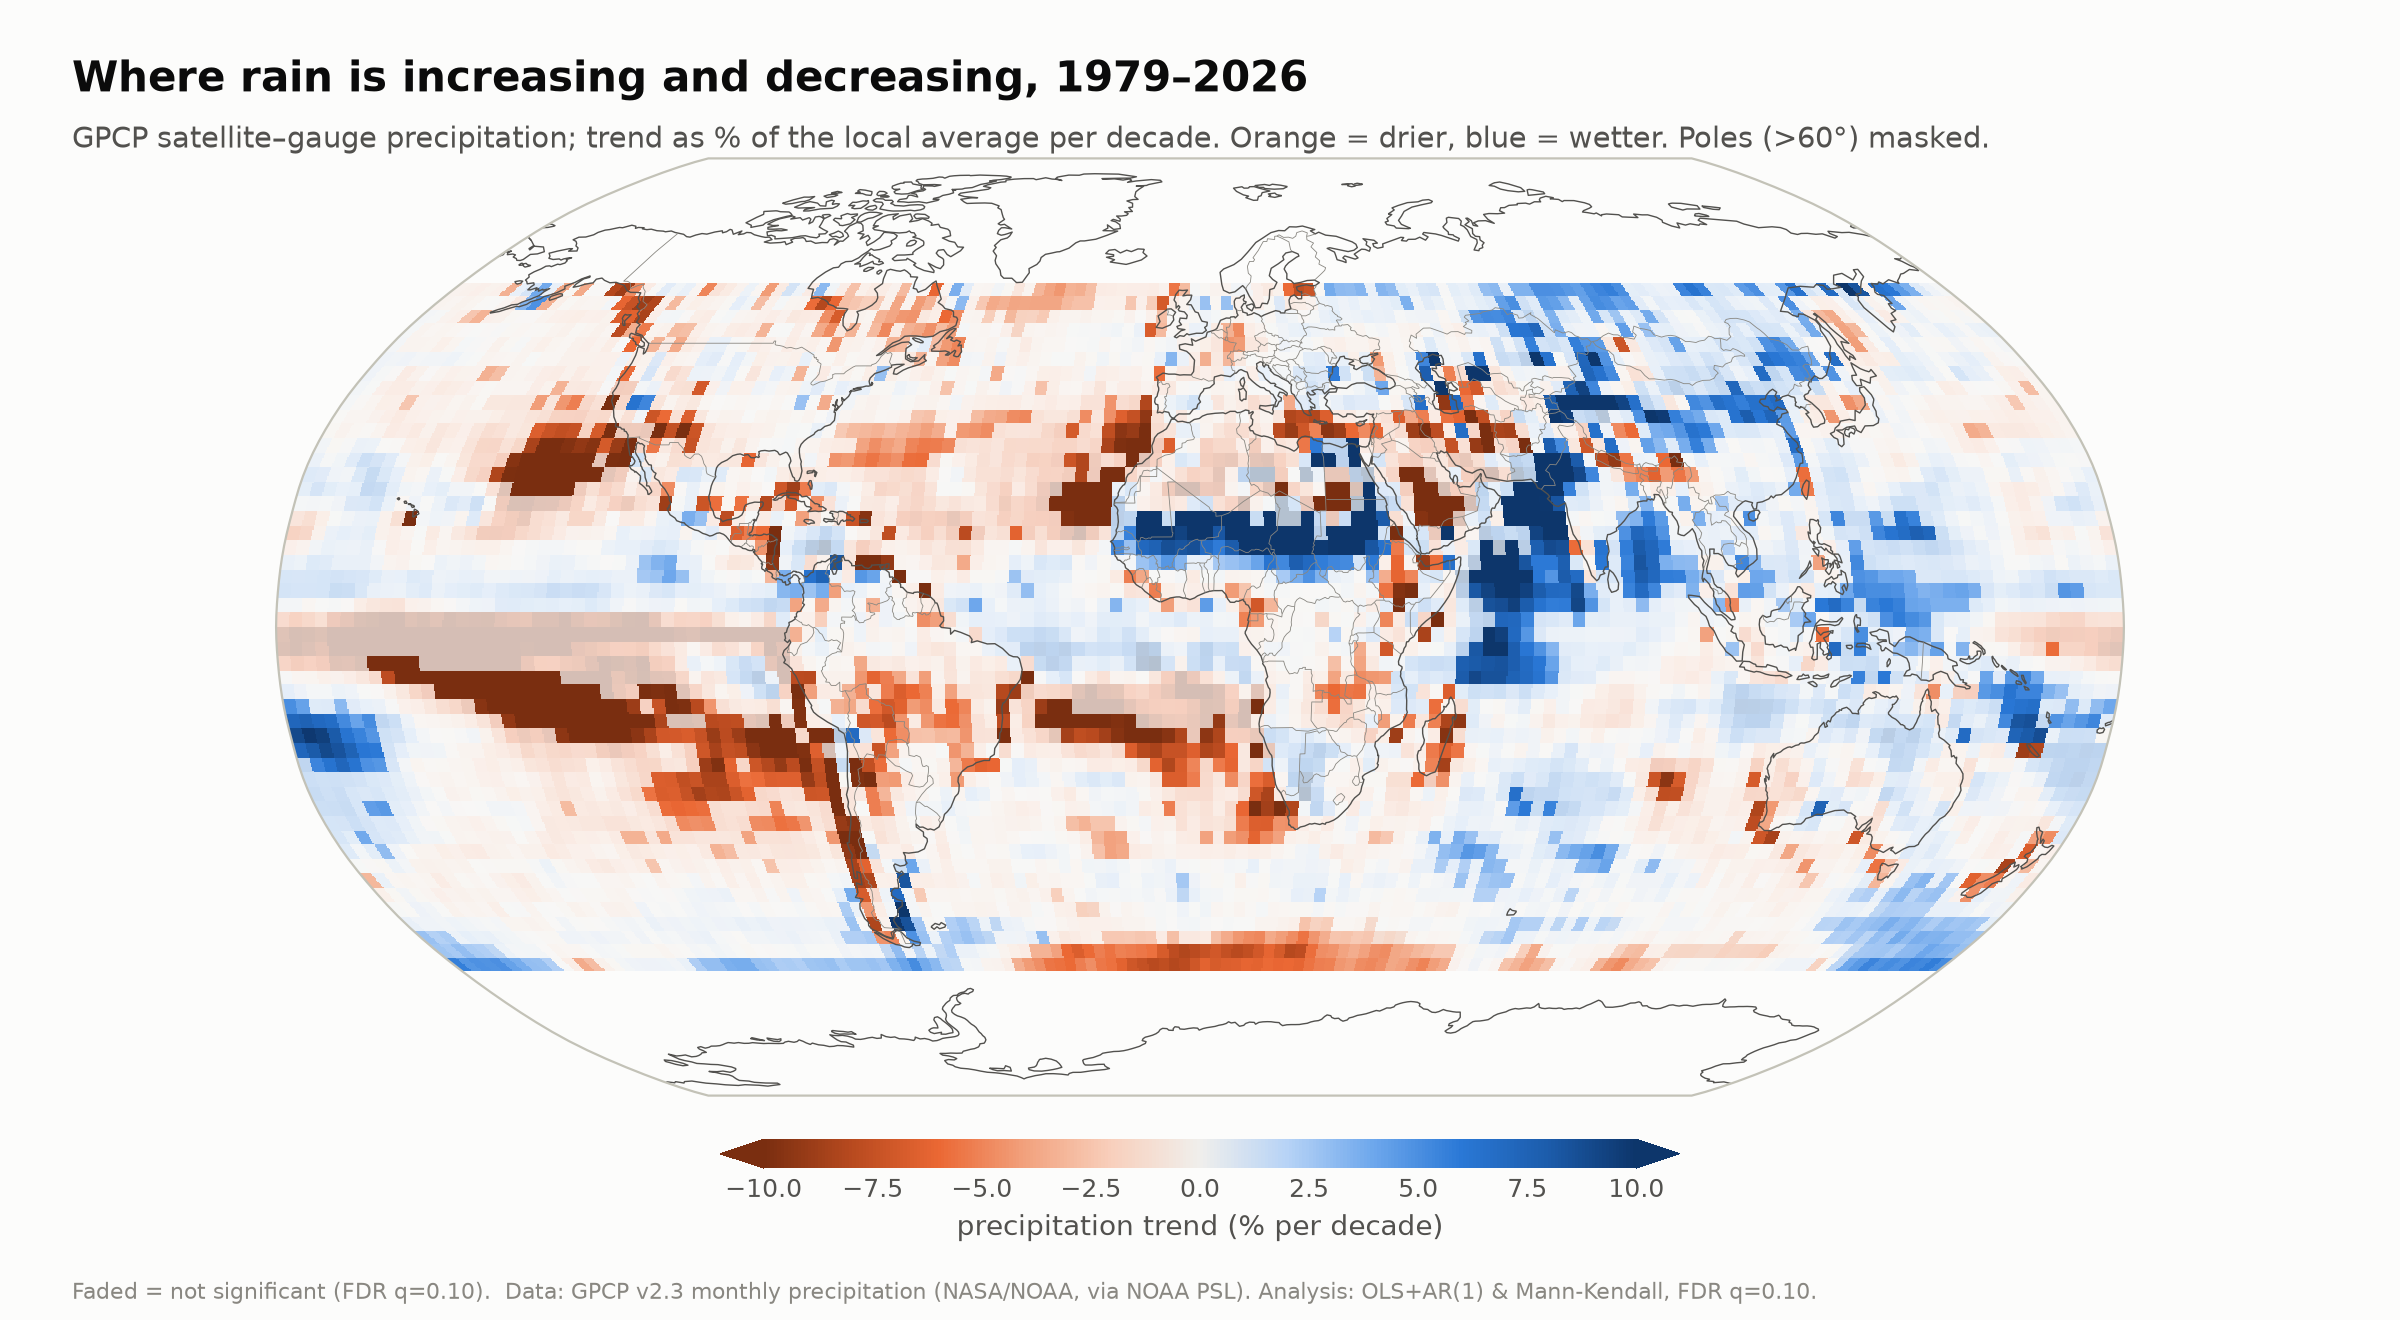 Where rain is increasing and decreasing, 1979–2026
GPCP satellite–gauge precipitation; trend as % of the local average per decade. Orange = drier, blue = wetter. Poles (>60°) masked.
−10.0 −7.5 −5.0 −2.5 0.0 2.5 5.0 7.5 10.0
precipitation trend (% per decade)
Faded = not significant (FDR q=0.10).  Data: GPCP v2.3 monthly precipitation (NASA/NOAA, via NOAA PSL). Analysis: OLS+AR(1) & Mann-Kendall, FDR q=0.10.